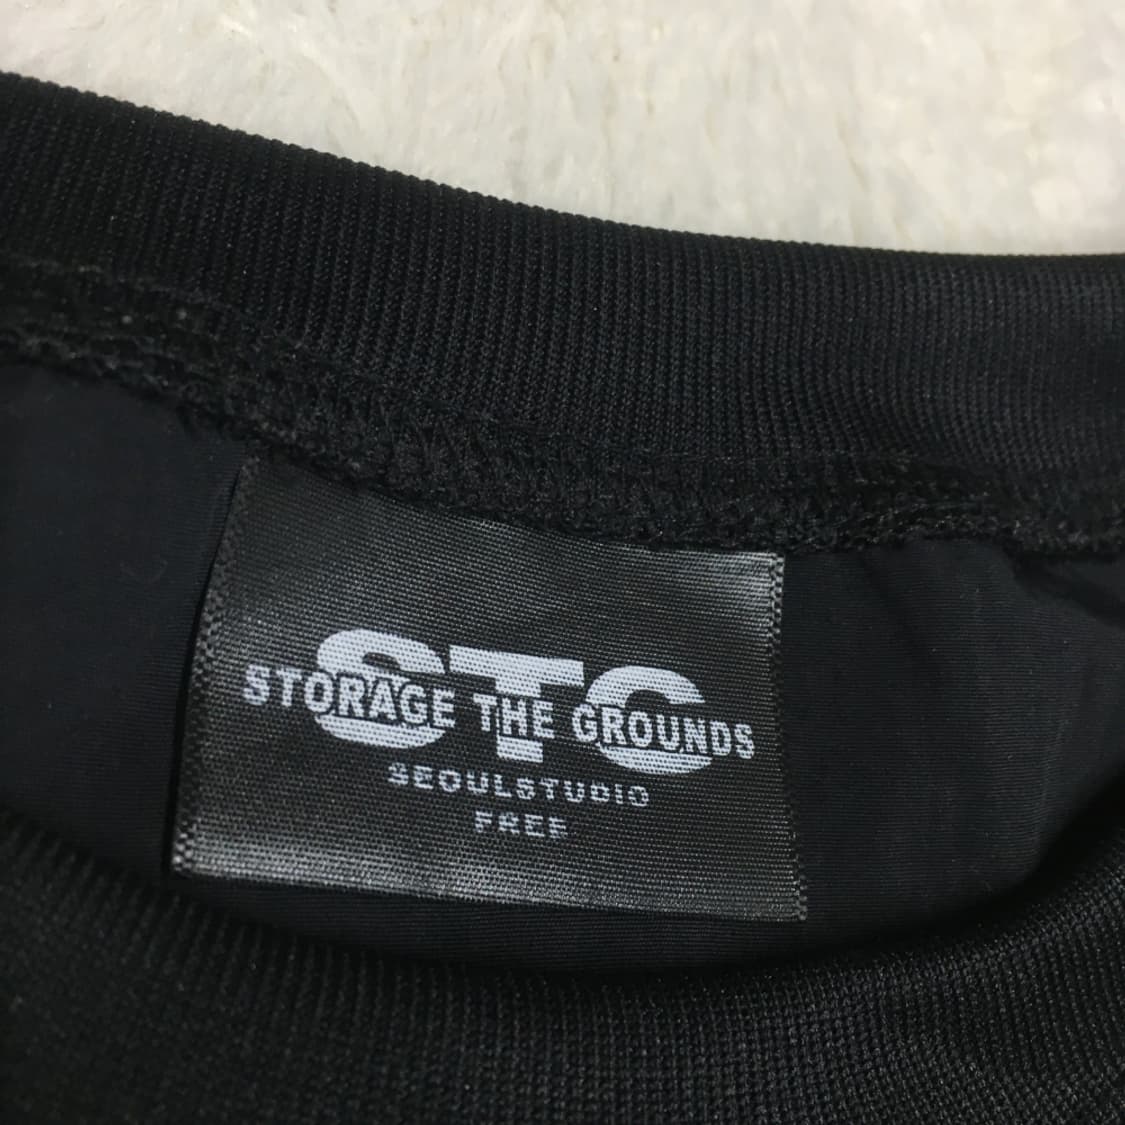 STG
STORAGE THE GROUNDS
SEOULSTUDIO
FREE